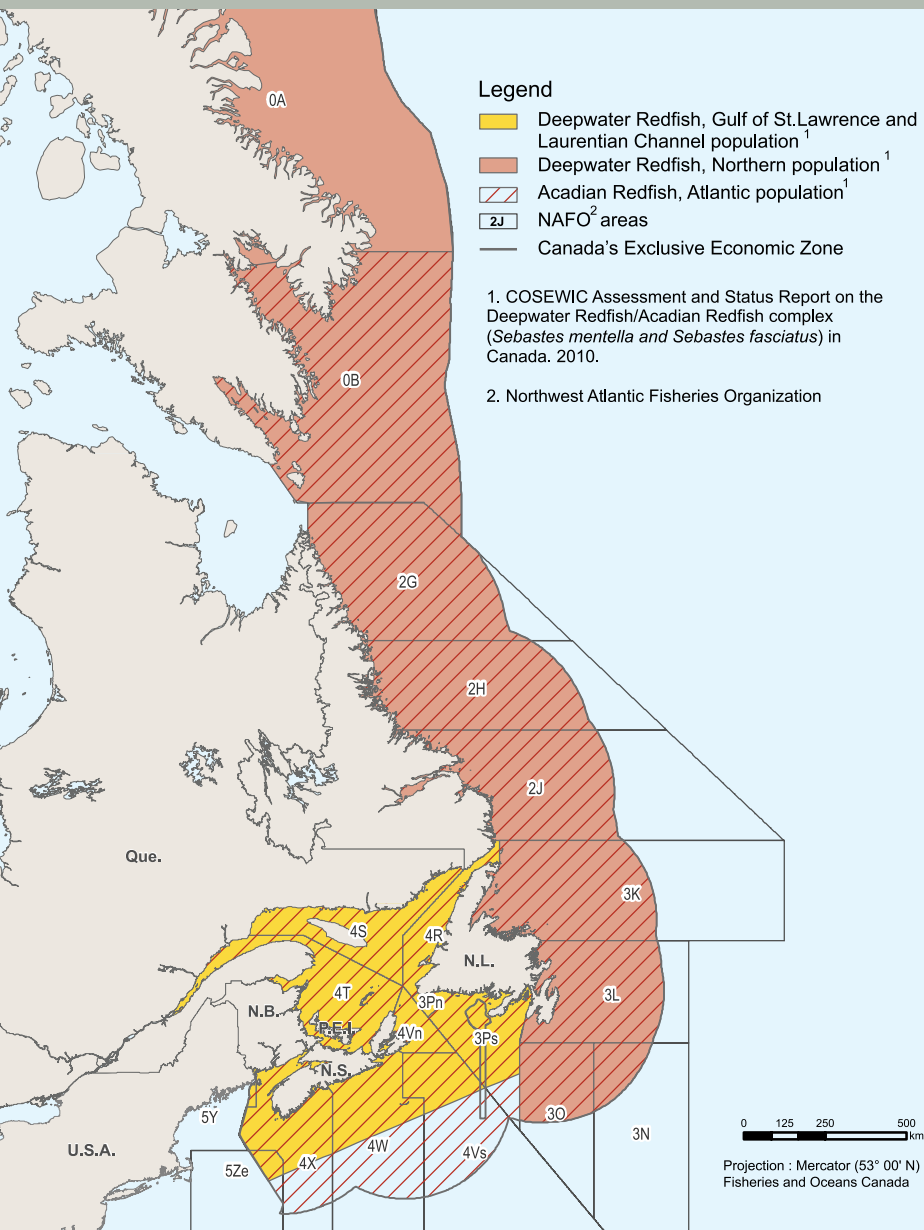 Legend
Deepwater Redfish, Gulf of St.Lawrence and
Laurentian Channel population 1
Deepwater Redfish, Northern population 1
Acadian Redfish, Atlantic population1
2J NAFO2 areas
Canada's Exclusive Economic Zone
1. COSEWIC Assessment and Status Report on the
Deepwater Redfish/Acadian Redfish complex
(Sebastes mentella and Sebastes fasciatus) in
Canada. 2010.
2. Northwest Atlantic Fisheries Organization
0A
0B
2G
2H
2J
Que.
3K
4S
4R
N.L.
4T
3Pn
3L
N.B.
P.E.I.
4Vn
3Ps
N.S.
5Y
3O
3N
U.S.A.
4W
4Vs
4X
5Ze
0 125 250 500
km
Projection : Mercator (53° 00' N)
Fisheries and Oceans Canada